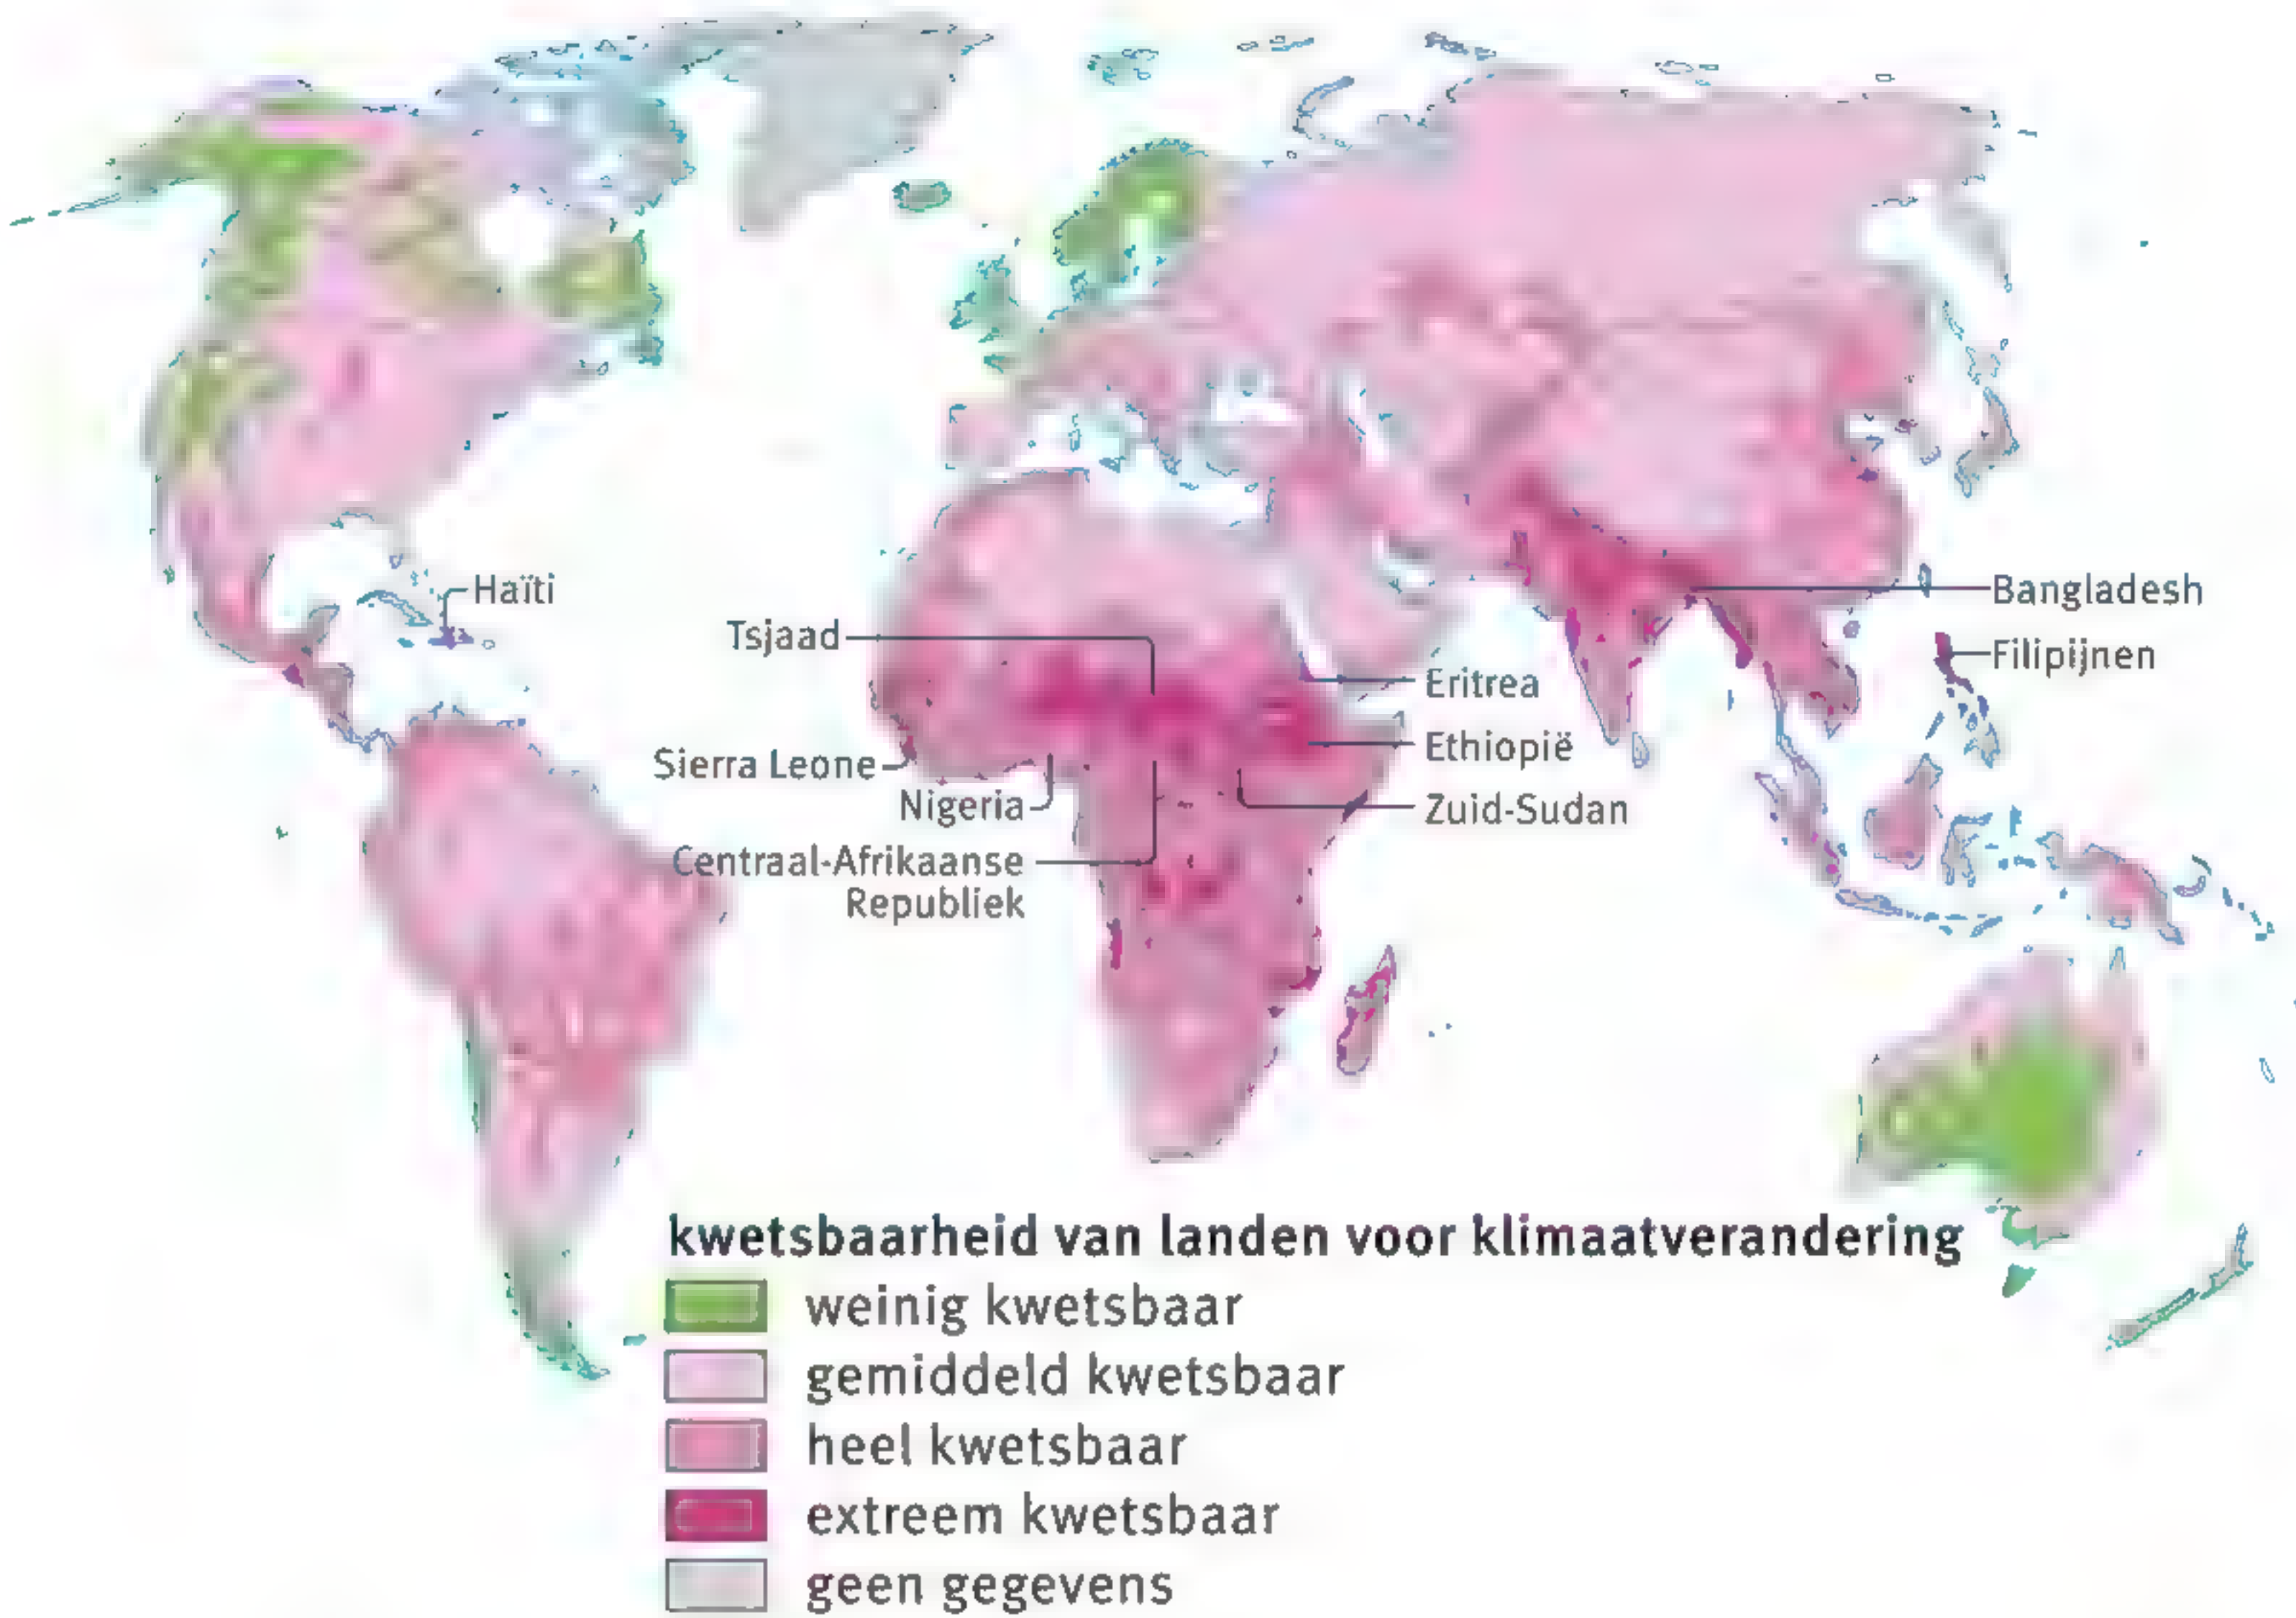 Haïti
Bangladesh
Tsjaad
Filipijnen
Eritrea
Ethiopië
Sierra Leone
Nigeria
Zuid-Sudan
Centraal-Afrikaanse
Republiek
kwetsbaarheid van landen voor klimaatverandering
weinig kwetsbaar
gemiddeld kwetsbaar
heel kwetsbaar
extreem kwetsbaar
geen gegevens